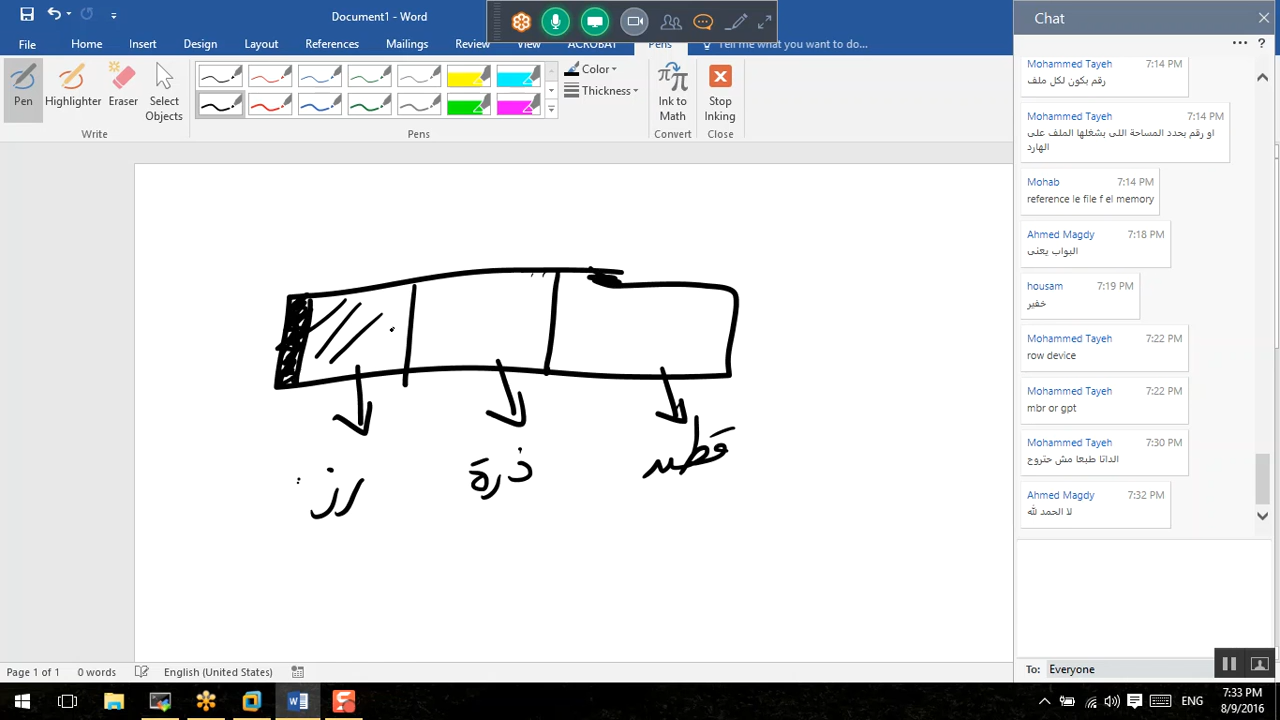 Document1 - Word
Chat
File
Home
Insert
Design
Layout
References
Mailings
Review
View
ACROBAT
Pens
Tell me what you want to do...
Pen
Highlighter
Eraser
Select Objects
Color
Thickness
Ink to Math
Stop Inking
Write
Pens
Convert
Close
Mohammed Tayeh 7:14 PM
رقم بكون لكل ملف
Mohammed Tayeh 7:14 PM
او رقم بحدد المساحة اللى بشغلها الملف على
الهارد
Mohab 7:14 PM
reference le file f el memory
Ahmed Magdy 7:18 PM
البواب يعنى
housam 7:19 PM
خفير
Mohammed Tayeh 7:22 PM
row device
Mohammed Tayeh 7:22 PM
mbr or gpt
Mohammed Tayeh 7:30 PM
الداتا طبعا مش حتروح
Ahmed Magdy 7:32 PM
لا الحمد لله
رز
ذرة
To: Everyone
Page 1 of 1
0 words
English (United States)
ENG
7:33 PM
8/9/2016